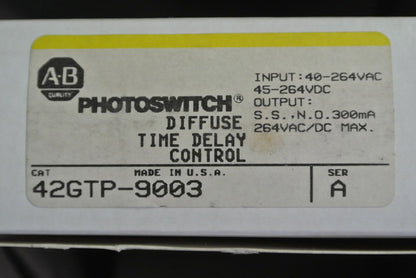 A-B
QUALITY
PHOTOSWITCH®
DIFFUSE
TIME DELAY
CONTROL
INPUT:40-264VAC
45-264VDC
OUTPUT:
S.S.,N.O.300mA
264VAC/DC MAX.
CAT MADE IN U.S.A. SER
42GTP-9003 A